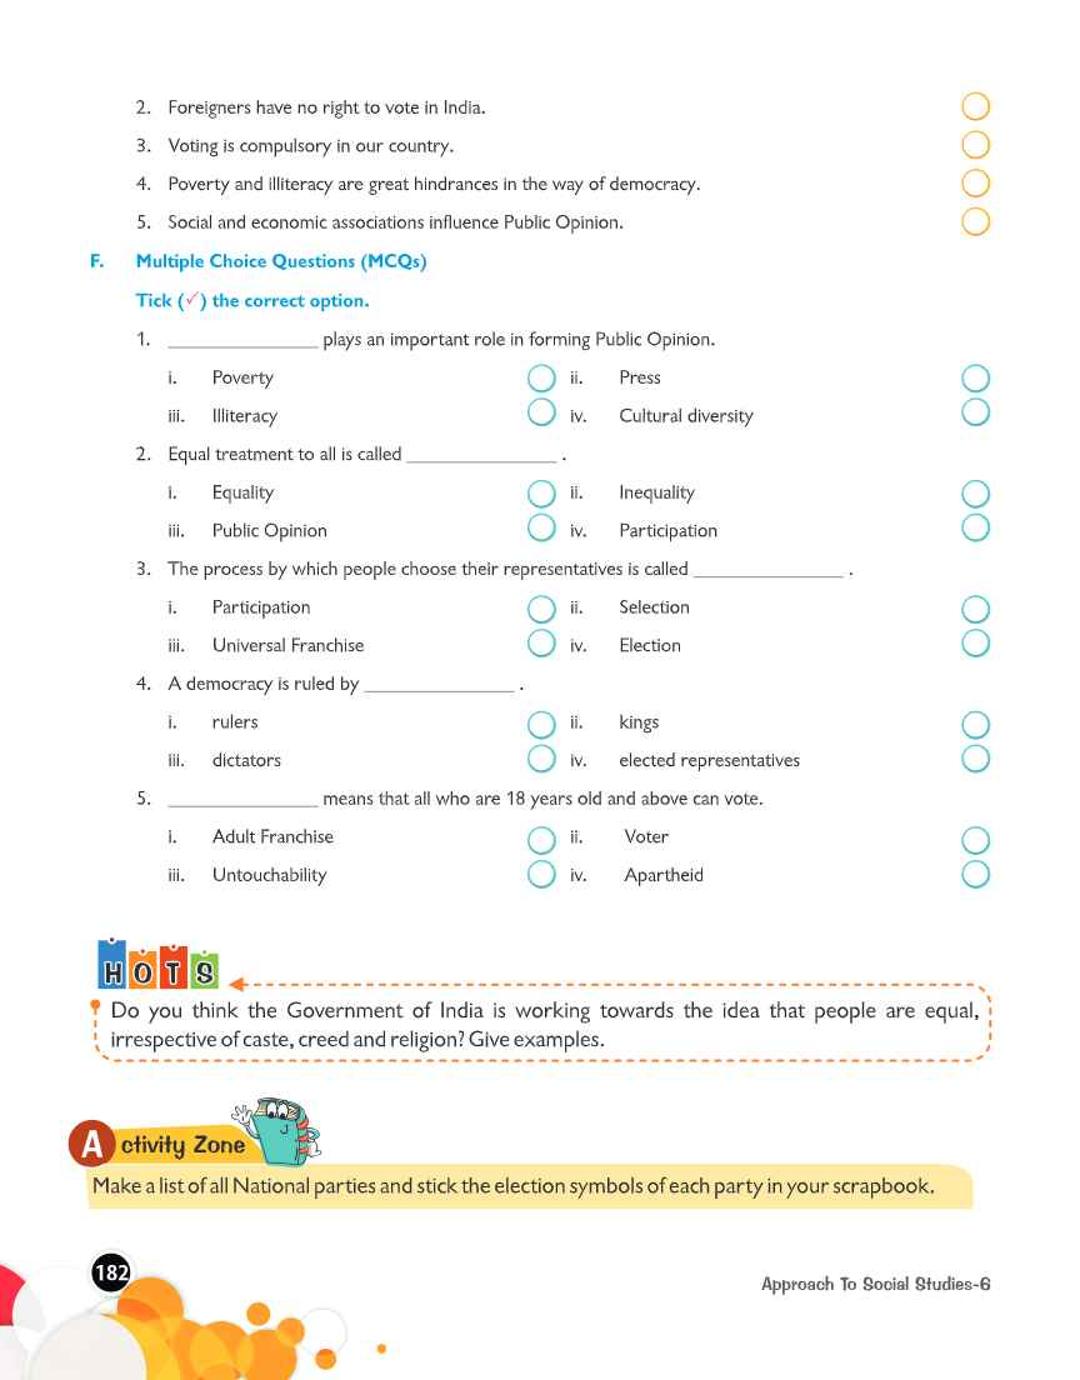 2. Foreigners have no right to vote in India.
3. Voting is compulsory in our country.
4. Poverty and illiteracy are great hindrances in the way of democracy.
5. Social and economic associations influence Public Opinion.
F. Multiple Choice Questions (MCQs)
Tick (✓) the correct option.
1. ______________ plays an important role in forming Public Opinion.
i. Poverty ii. Press
iii. Illiteracy iv. Cultural diversity
2. Equal treatment to all is called ______________ .
i. Equality ii. Inequality
iii. Public Opinion iv. Participation
3. The process by which people choose their representatives is called ______________ .
i. Participation ii. Selection
iii. Universal Franchise iv. Election
4. A democracy is ruled by ______________ .
i. rulers ii. kings
iii. dictators iv. elected representatives
5. ______________ means that all who are 18 years old and above can vote.
i. Adult Franchise ii. Voter
iii. Untouchability iv. Apartheid
HOTS
Do you think the Government of India is working towards the idea that people are equal,
irrespective of caste, creed and religion? Give examples.
Activity Zone
Make a list of all National parties and stick the election symbols of each party in your scrapbook.
182
Approach To Social Studies-6